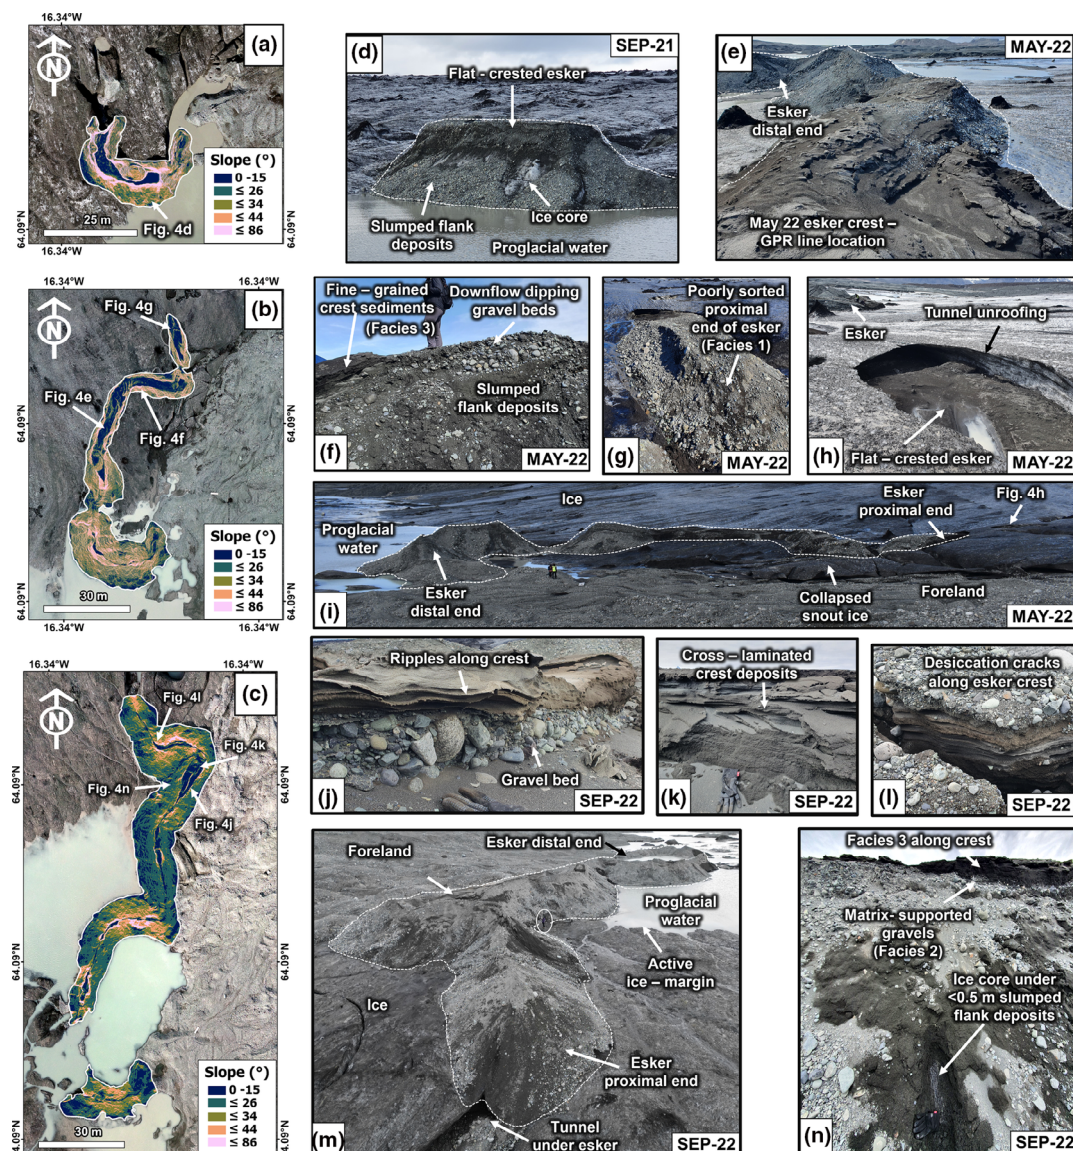 16.34°W
(a)
N
Slope (°)
0 -15
≤ 26
≤ 34
≤ 44
≤ 86
25 m
Fig. 4d
64.09°N
64.09°N
16.34°W
(d)
SEP-21
Flat - crested esker
Slumped flank
deposits
Ice core
Proglacial water
(e)
MAY-22
Esker
distal end
May 22 esker crest –
GPR line location
16.34°W
(b)
N
Fig. 4g
Fig. 4e
Fig. 4f
Slope (°)
0 -15
≤ 26
≤ 34
≤ 44
≤ 86
30 m
64.09°N
64.09°N
64.09°N
64.09°N
16.34°W
Fine – grained
crest sediments
(Facies 3)
Downflow dipping
gravel beds
Slumped
flank deposits
(f)
MAY-22
Poorly sorted
proximal
end of esker
(Facies 1)
(g)
MAY-22
Esker
Tunnel unroofing
Flat – crested esker
(h)
MAY-22
Ice
Esker
proximal end
Fig. 4h
Proglacial
water
Esker
distal end
Collapsed
snout ice
Foreland
(i)
MAY-22
16.34°W
16.34°W
(c)
N
Fig. 4l
Fig. 4k
Fig. 4n
Fig. 4j
Slope (°)
0 -15
≤ 26
≤ 34
≤ 44
≤ 86
30 m
64.09°N
64.09°N
64.09°N
64.09°N
64.09°N
64.09°N
Ripples along crest
Gravel bed
(j)
SEP-22
Cross – laminated
crest deposits
(k)
SEP-22
Desiccation cracks
along esker crest
(l)
SEP-22
Foreland
Esker distal end
Proglacial
water
Active
ice – margin
Ice
Esker
proximal end
Tunnel
under esker
(m)
SEP-22
Facies 3 along crest
Matrix- supported
gravels
(Facies 2)
Ice core under
<0.5 m slumped
flank deposits
(n)
SEP-22